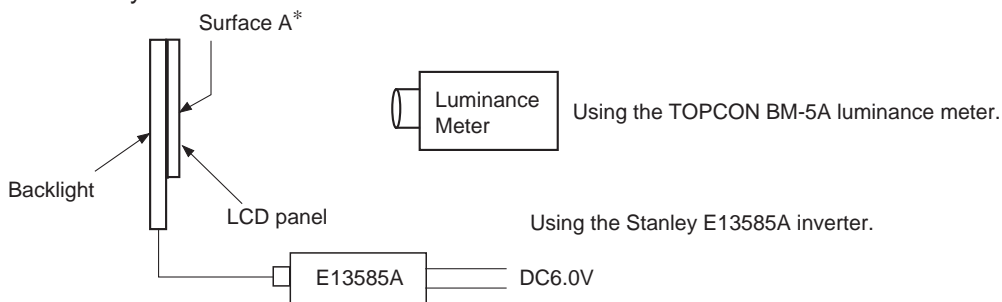 Surface A*
Luminance
Meter
Using the TOPCON BM-5A luminance meter.
Backlight
LCD panel
Using the Stanley E13585A inverter.
E13585A
DC6.0V